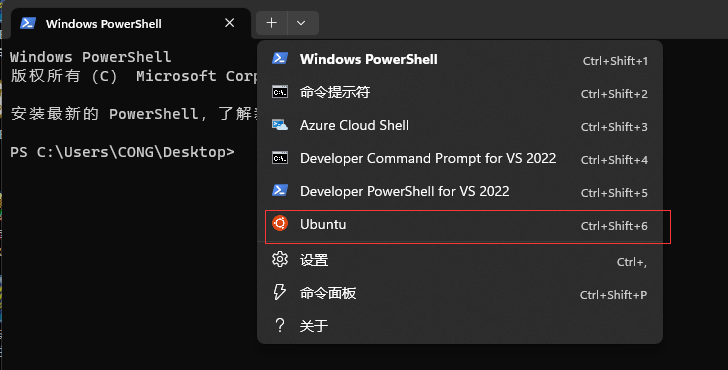 Windows PowerShell
Windows PowerShell
版权所有 (C) Microsoft Corp
安装最新的 PowerShell,了解
PS C:\Users\CONG\Desktop>
Windows PowerShell Ctrl+Shift+1
命令提示符 Ctrl+Shift+2
Azure Cloud Shell Ctrl+Shift+3
Developer Command Prompt for VS 2022 Ctrl+Shift+4
Developer PowerShell for VS 2022 Ctrl+Shift+5
Ubuntu Ctrl+Shift+6
设置 Ctrl+,
命令面板 Ctrl+Shift+P
关于